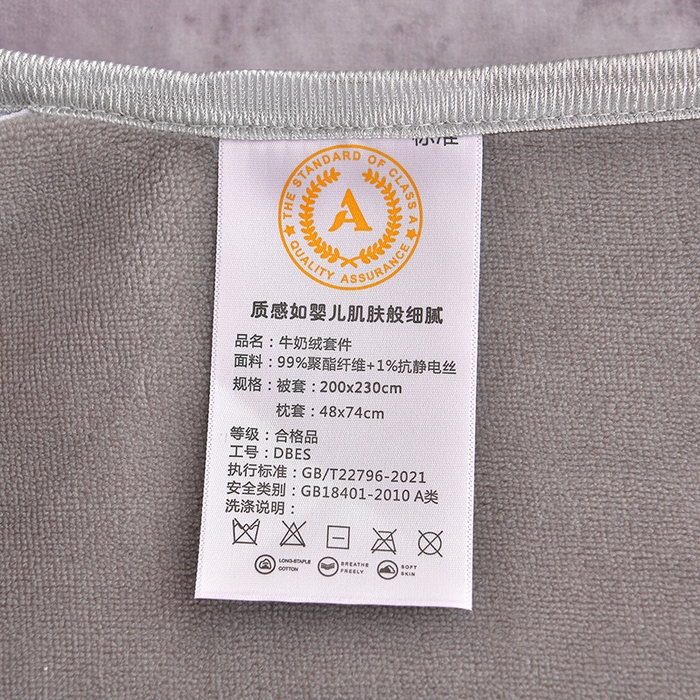 标准
THE STANDARD OF CLASS A
A
QUALITY ASSURANCE
质感如婴儿肌肤般细腻
品名：牛奶绒套件
面料：99%聚酯纤维+1%抗静电丝
规格：被套：200x230cm
枕套：48x74cm
等级：合格品
工号：DBES
执行标准：GB/T22796-2021
安全类别：GB18401-2010 A类
洗涤说明：
LONG-STAPLE COTTON
BREATHE FREELY
SOFT SKIN